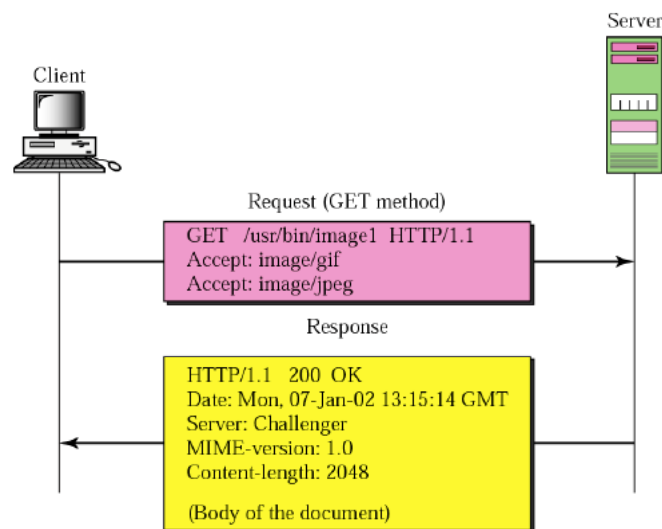 Server
Client
Request (GET method)
GET /usr/bin/image1 HTTP/1.1
Accept: image/gif
Accept: image/jpeg
Response
HTTP/1.1 200 OK
Date: Mon, 07-Jan-02 13:15:14 GMT
Server: Challenger
MIME-version: 1.0
Content-length: 2048
(Body of the document)